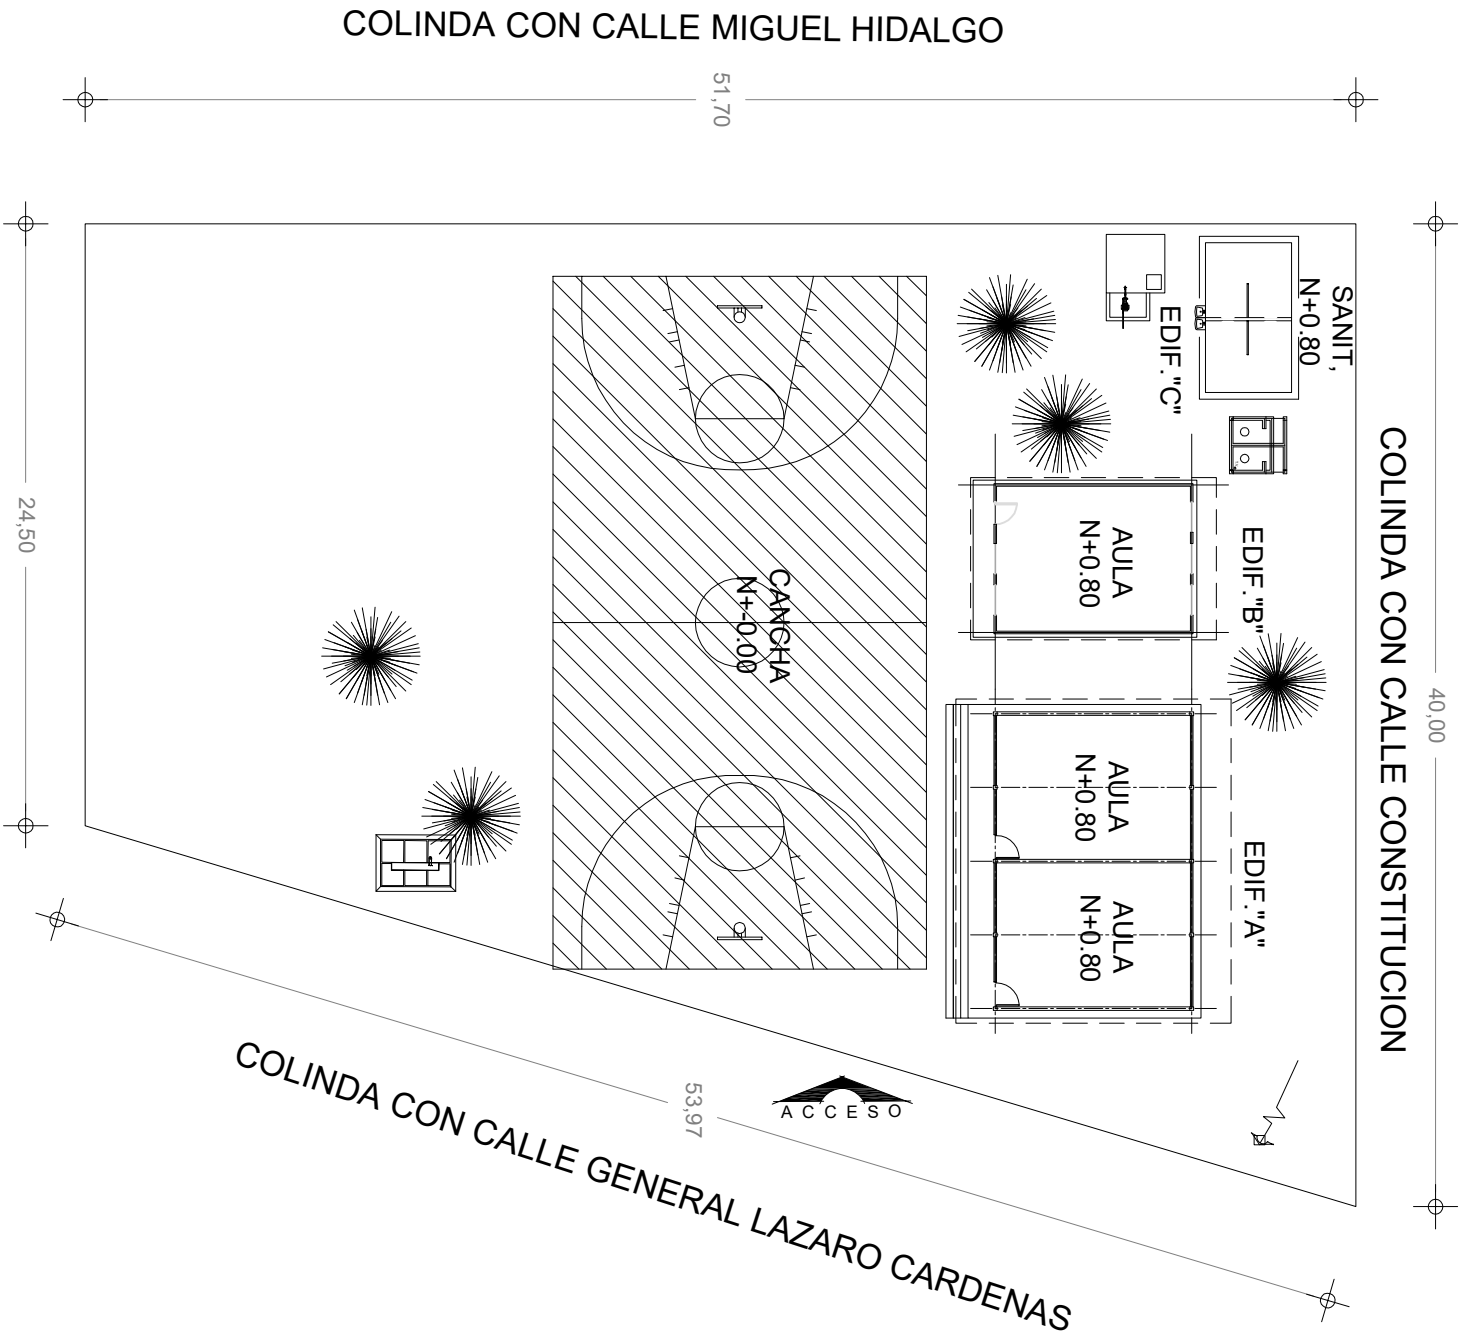 COLINDA CON CALLE MIGUEL HIDALGO
51,70
SANIT,
N+0.80
EDIF."C"
COLINDA CON CALLE CONSTITUCION
40,00
24,50
AULA
N+0.80
EDIF."B"
CANCHA
N+-0.00
AULA
N+0.80
EDIF."A"
AULA
N+0.80
ACCESO
53,97
COLINDA CON CALLE GENERAL LAZARO CARDENAS